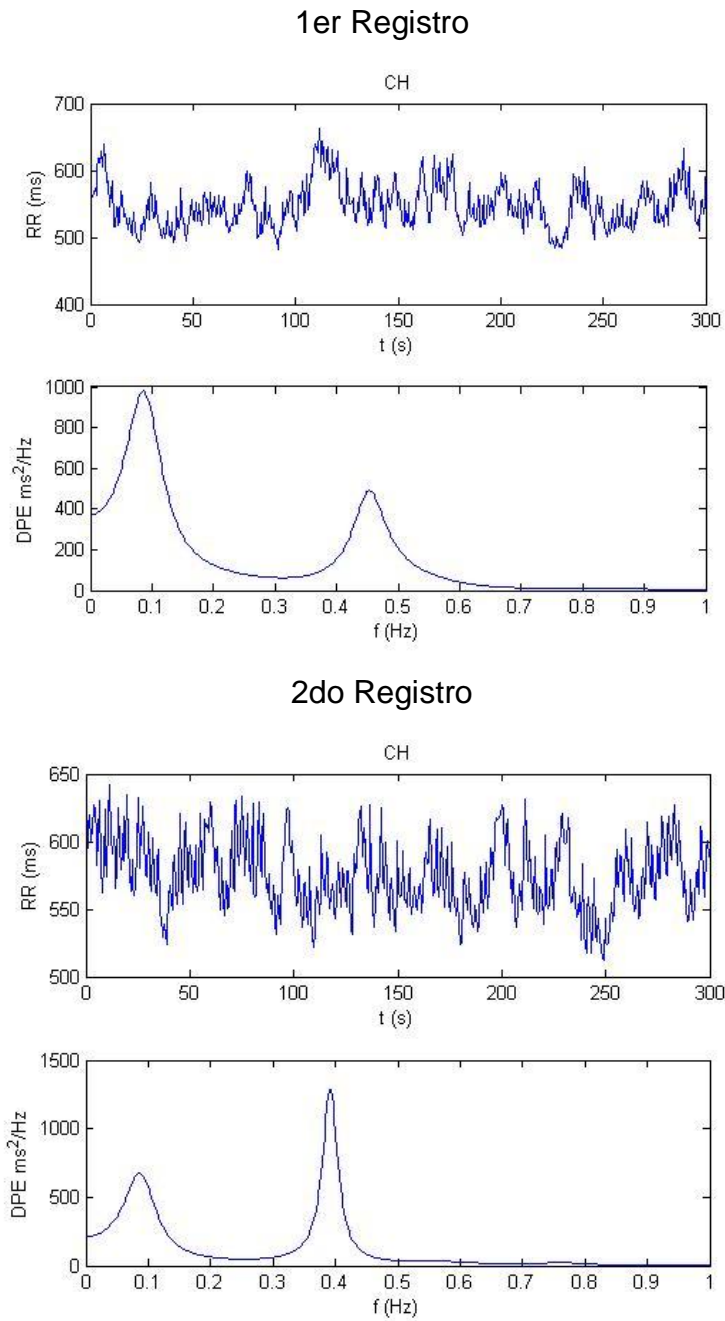 1er Registro
CH
700
600
500
400
RR (ms)
0 50 100 150 200 250 300
t (s)
1000
800
600
400
200
0
DPE ms²/Hz
0 0.1 0.2 0.3 0.4 0.5 0.6 0.7 0.8 0.9 1
f (Hz)
2do Registro
CH
650
600
550
500
RR (ms)
0 50 100 150 200 250 300
t (s)
1500
1000
500
0
DPE ms²/Hz
0 0.1 0.2 0.3 0.4 0.5 0.6 0.7 0.8 0.9 1
f (Hz)